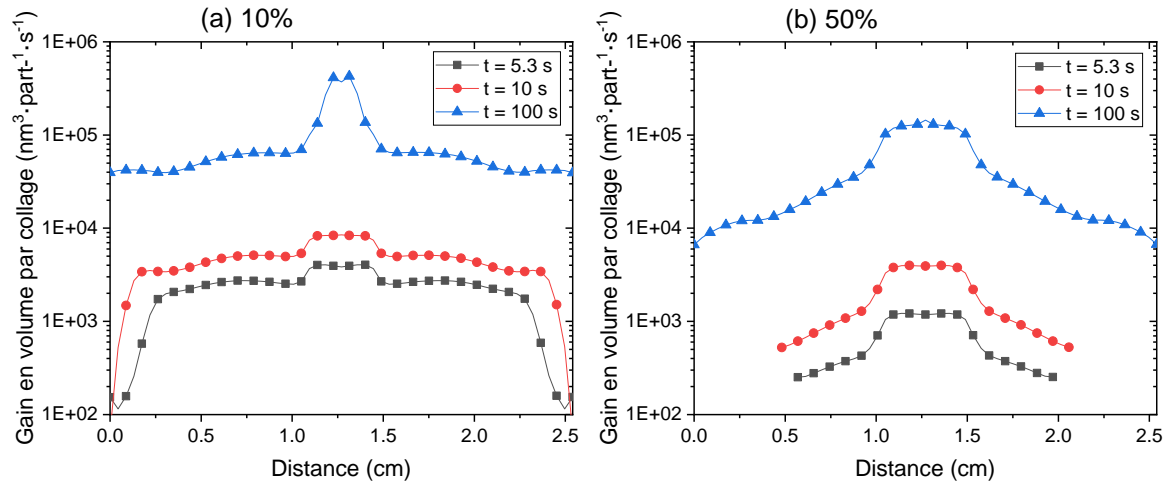 (a) 10%
Gain en volume par collage (nm³·part-¹·s-¹)
1E+06
1E+05
1E+04
1E+03
1E+02
t = 5.3 s
t = 10 s
t = 100 s
0.0 0.5 1.0 1.5 2.0 2.5
Distance (cm)
(b) 50%
Gain en volume par collage (nm³·part-¹·s-¹)
1E+06
1E+05
1E+04
1E+03
1E+02
t = 5.3 s
t = 10 s
t = 100 s
0.0 0.5 1.0 1.5 2.0 2.5
Distance (cm)